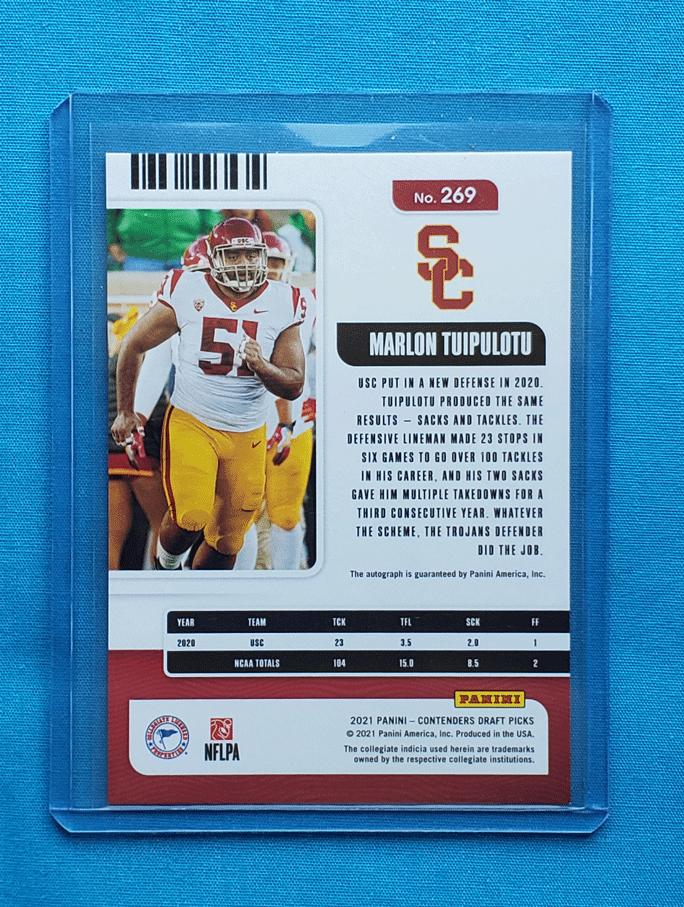 No. 269
SC
MARLON TUIPULOTU
USC PUT IN A NEW DEFENSE IN 2020.
TUIPULOTU PRODUCED THE SAME
RESULTS — SACKS AND TACKLES. THE
DEFENSIVE LINEMAN MADE 23 STOPS IN
SIX GAMES TO GO OVER 100 TACKLES
IN HIS CAREER, AND HIS TWO SACKS
GAVE HIM MULTIPLE TAKEDOWNS FOR A
THIRD CONSECUTIVE YEAR. WHATEVER
THE SCHEME, THE TROJANS DEFENDER
DID THE JOB.
The autograph is guaranteed by Panini America, Inc.
USC
SC
51
YEAR TEAM TCK TFL SCK FF
2020 USC 23 3.5 2.0 1
NCAA TOTALS 104 15.0 8.5 2
PANINI
COLLEGIATE LICENSED PROPERTIES
NFLPA
2021 PANINI – CONTENDERS DRAFT PICKS
© 2021 Panini America, Inc. Produced in the USA.
The collegiate indicia used herein are trademarks
owned by the respective collegiate institutions.